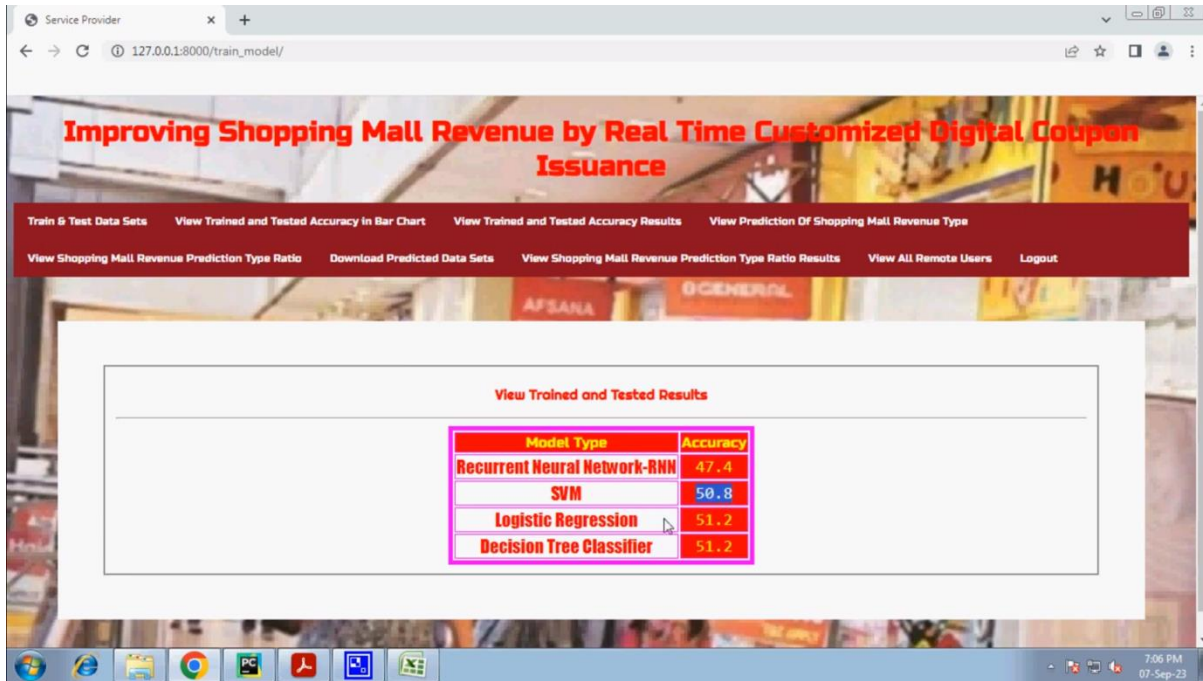 Service Provider
127.0.0.1:8000/train_model/
Improving Shopping Mall Revenue by Real Time Customized Digital Coupon
Issuance
Train & Test Data Sets View Trained and Tested Accuracy in Bar Chart View Trained and Tested Accuracy Results View Prediction Of Shopping Mall Revenue Type
View Shopping Mall Revenue Prediction Type Ratio Download Predicted Data Sets View Shopping Mall Revenue Prediction Type Ratio Results View All Remote Users Logout
AFSANA OGENERAL
View Trained and Tested Results
Model Type Accuracy
Recurrent Neural Network-RNN 47.4
SVM 50.8
Logistic Regression 51.2
Decision Tree Classifier 51.2
PC
7:06 PM
07-Sep-23